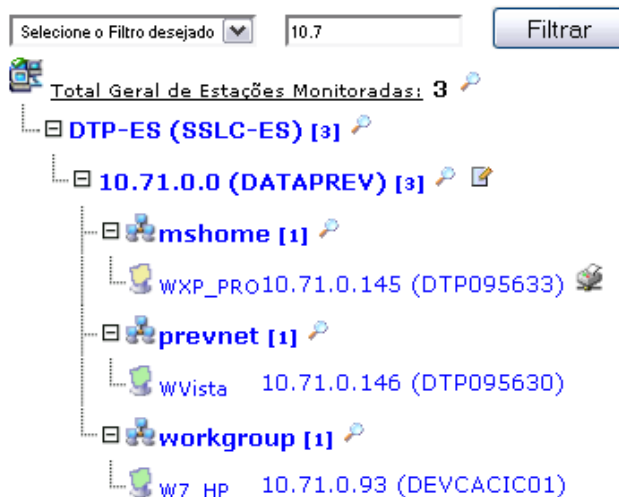 Selecione o Filtro desejado 10.7 Filtrar
Total Geral de Estações Monitoradas: 3
DTP-ES (SSLC-ES) [3]
10.71.0.0 (DATAPREV) [3]
mshome [1]
WXP_PRO 10.71.0.145 (DTP095633)
prevnet [1]
WVista 10.71.0.146 (DTP095630)
workgroup [1]
W7_HP 10.71.0.93 (DEVCACIC01)